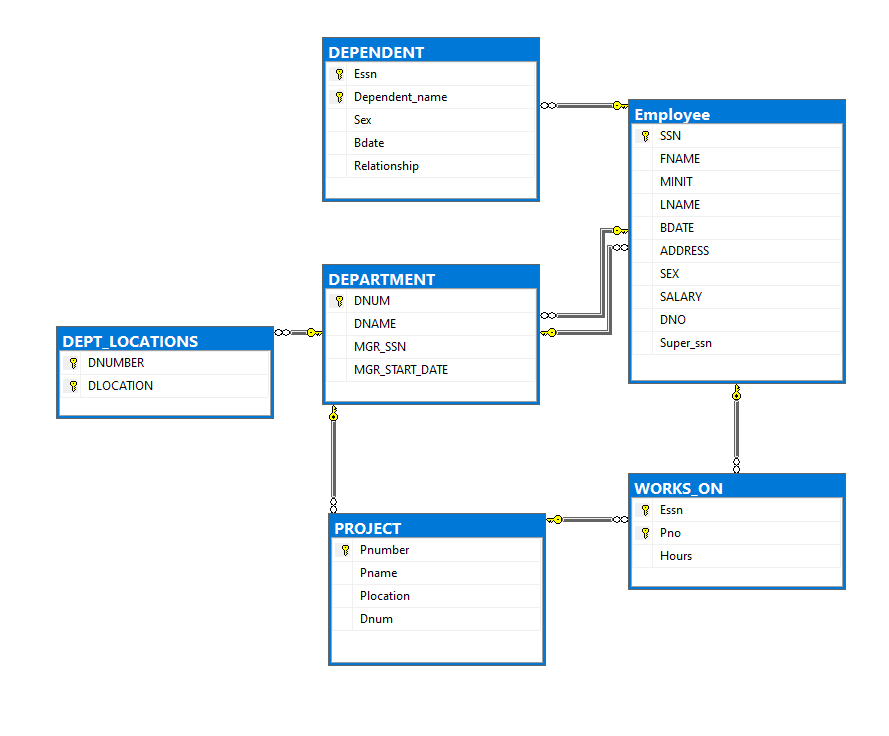 DEPENDENT
Essn
Dependent_name
Sex
Bdate
Relationship
Employee
SSN
FNAME
MINIT
LNAME
BDATE
ADDRESS
SEX
SALARY
DNO
Super_ssn
DEPARTMENT
DNUM
DNAME
MGR_SSN
MGR_START_DATE
DEPT_LOCATIONS
DNUMBER
DLOCATION
WORKS_ON
Essn
Pno
Hours
PROJECT
Pnumber
Pname
Plocation
Dnum